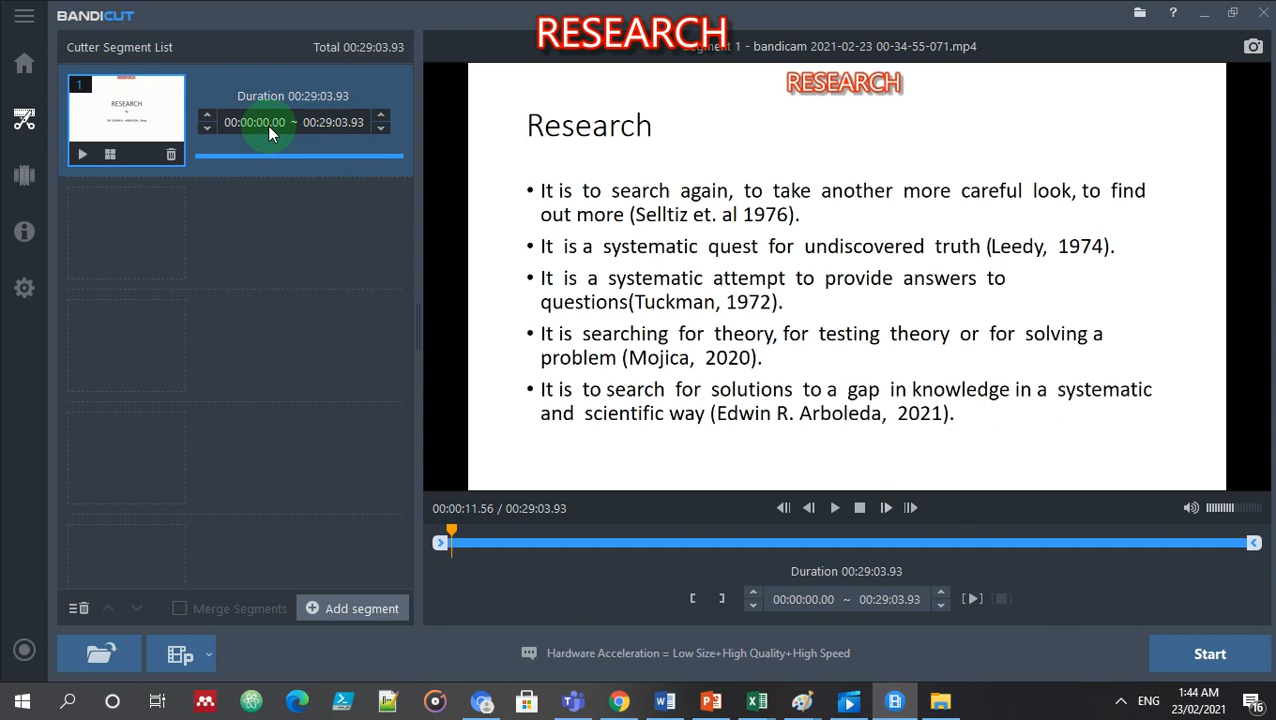 BANDICUT
RESEARCH
Cutter Segment List
Total 00:29:03.93
Segment 1 - bandicam 2021-02-23 00-34-55-071.mp4
1
RESEARCH
Duration 00:29:03.93
00:00:00.00 ~ 00:29:03.93
RESEARCH
Research
• It is to search again, to take another more careful look, to find
out more (Selltiz et. al 1976).
• It is a systematic quest for undiscovered truth (Leedy, 1974).
• It is a systematic attempt to provide answers to
questions(Tuckman, 1972).
• It is searching for theory, for testing theory or for solving a
problem (Mojica, 2020).
• It is to search for solutions to a gap in knowledge in a systematic
and scientific way (Edwin R. Arboleda, 2021).
00:00:11.56 / 00:29:03.93
Duration 00:29:03.93
00:00:00.00 ~ 00:29:03.93
Merge Segments
Add segment
Hardware Acceleration = Low Size+High Quality+High Speed
Start
ENG
1:44 AM
23/02/2021
16